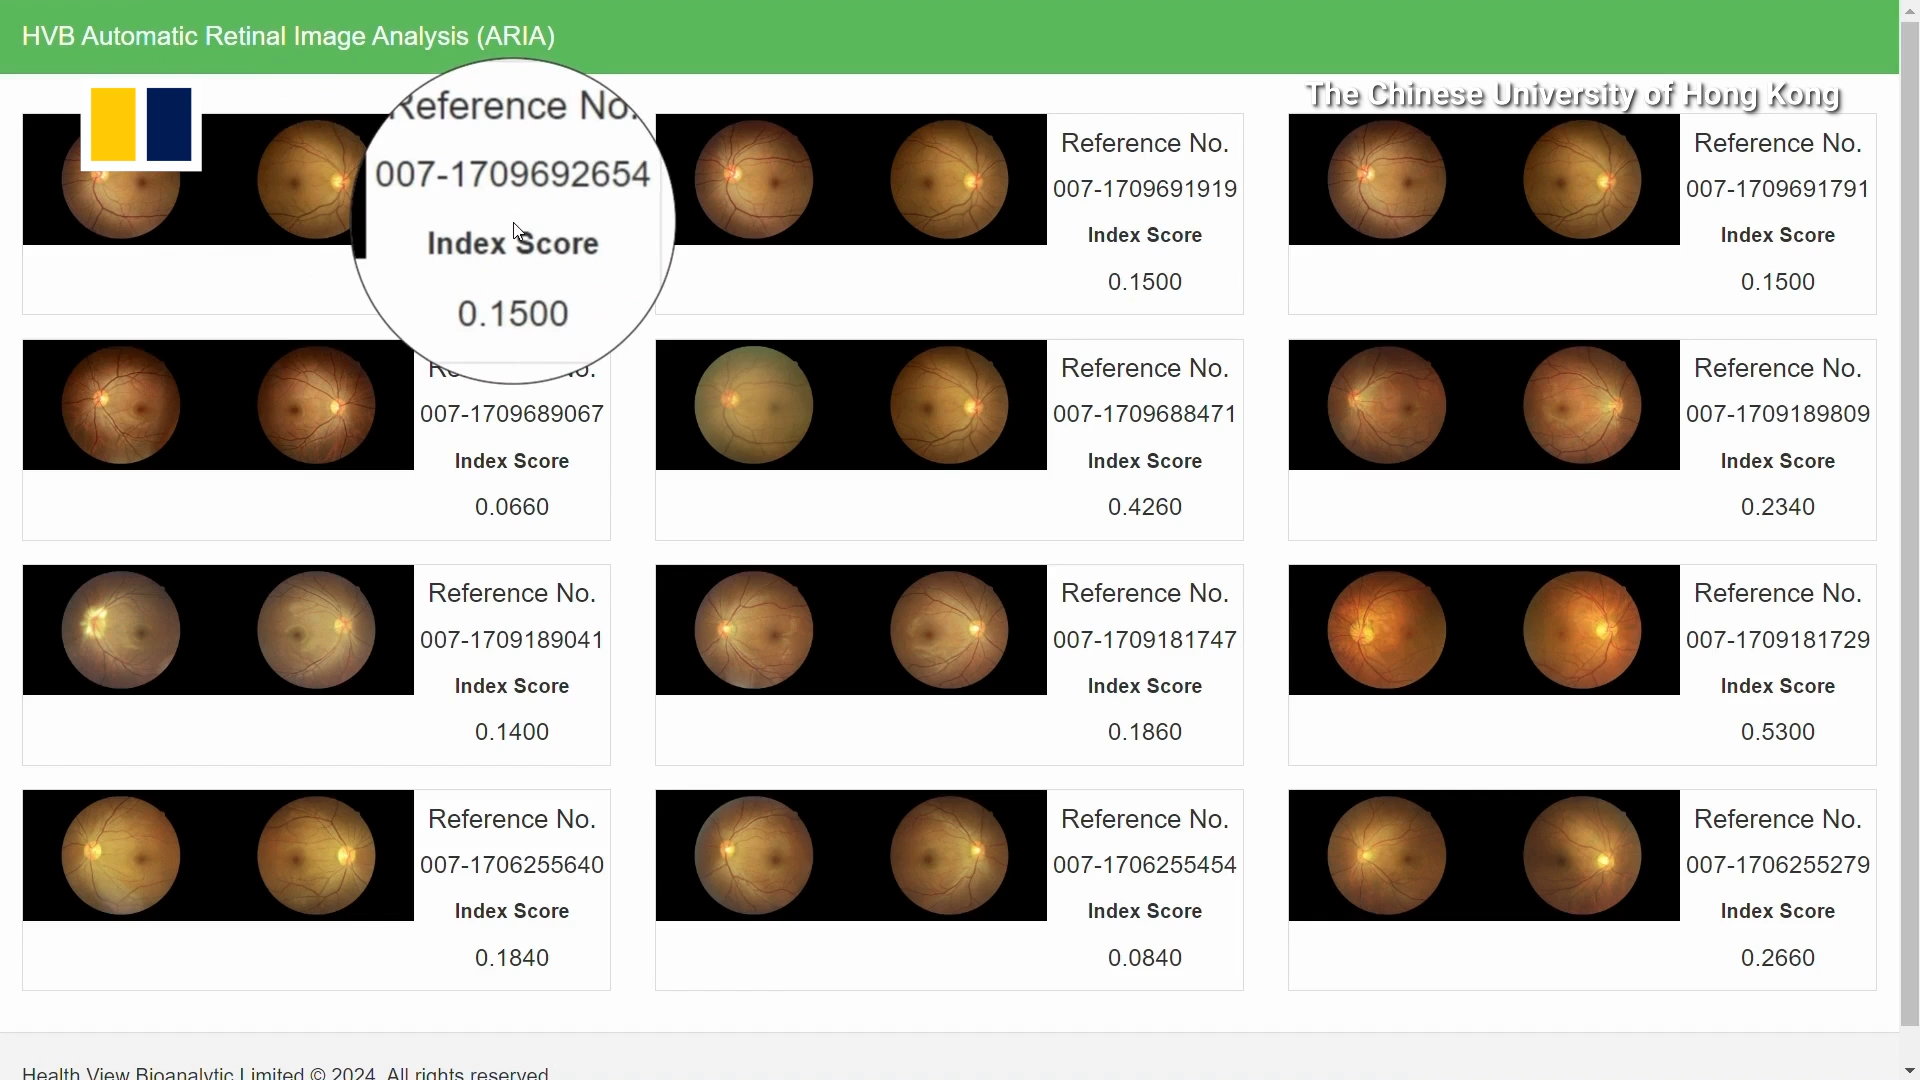 HVB Automatic Retinal Image Analysis (ARIA)
The Chinese University of Hong Kong
Reference No.
007-1709692654
Index Score
0.1500
Reference No.
007-1709691919
Index Score
0.1500
Reference No.
007-1709691791
Index Score
0.1500
007-1709689067
Index Score
0.0660
Reference No.
007-1709688471
Index Score
0.4260
Reference No.
007-1709189809
Index Score
0.2340
Reference No.
007-1709189041
Index Score
0.1400
Reference No.
007-1709181747
Index Score
0.1860
Reference No.
007-1709181729
Index Score
0.5300
Reference No.
007-1706255640
Index Score
0.1840
Reference No.
007-1706255454
Index Score
0.0840
Reference No.
007-1706255279
Index Score
0.2660
Health View Bioanalytic Limited © 2024. All rights reserved